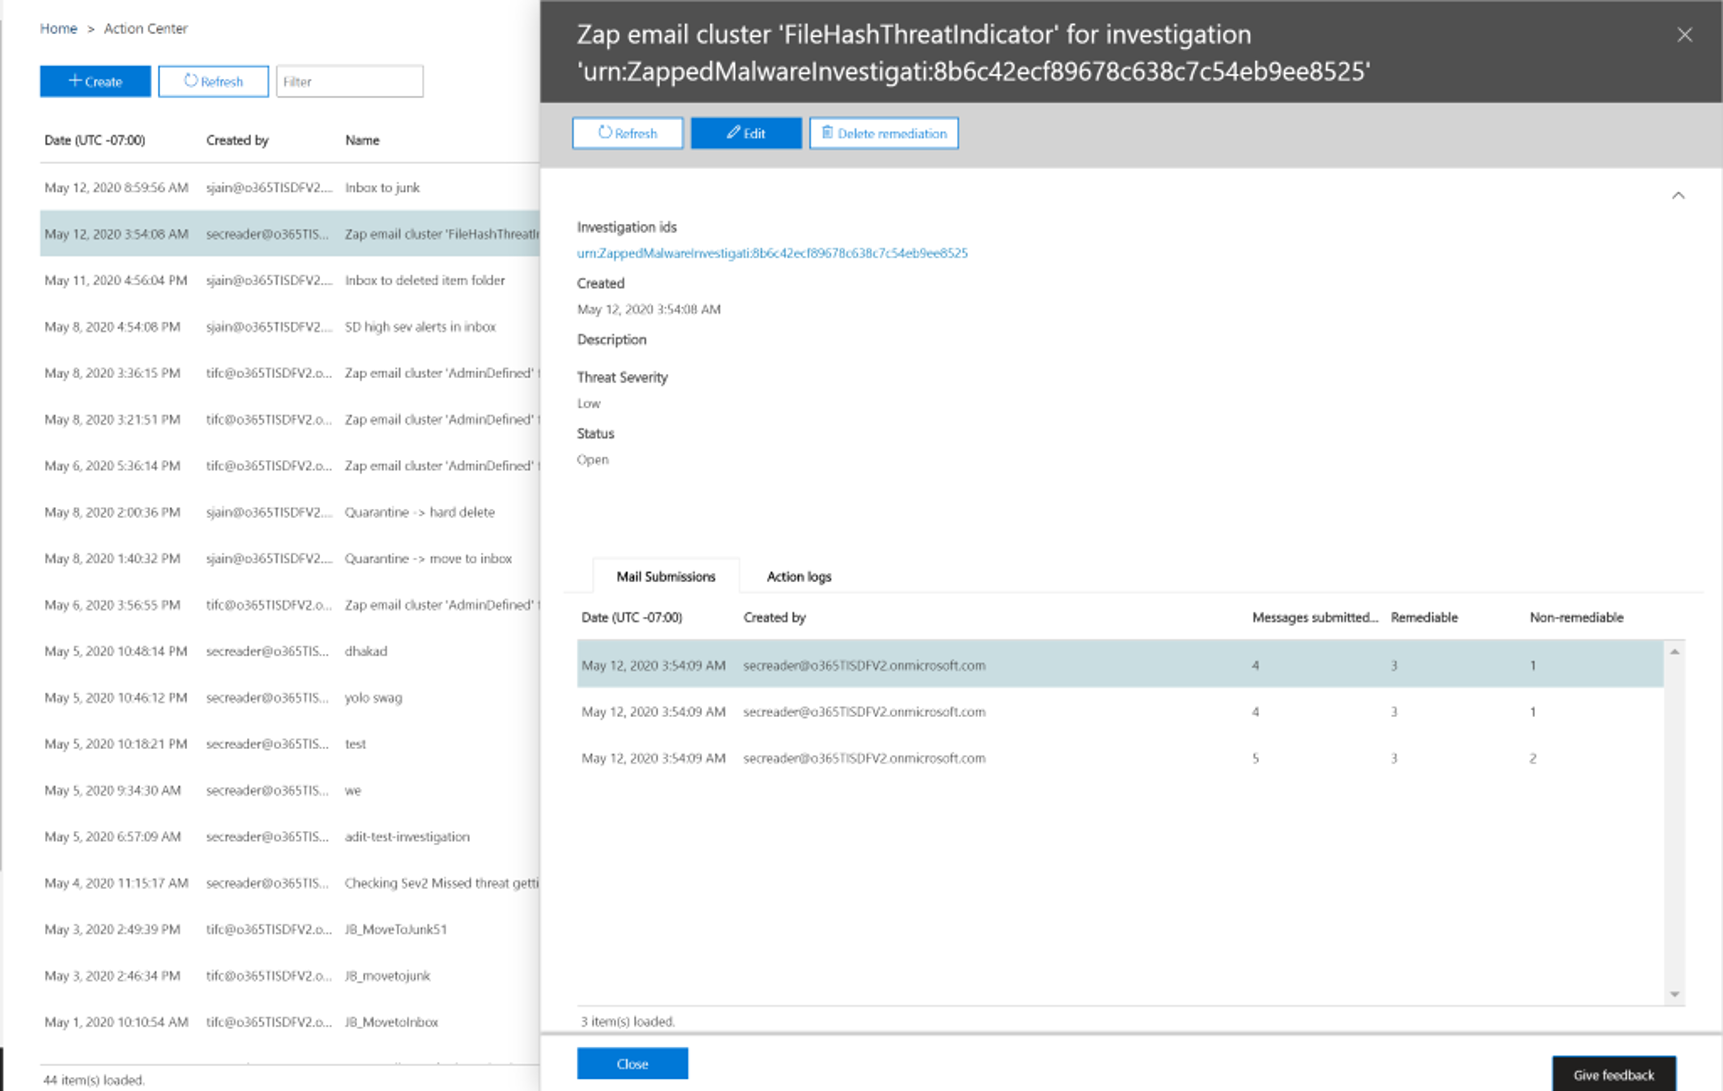 Home > Action Center
+ Create
Refresh
Filter
Date (UTC -07:00) Created by Name
May 12, 2020 8:59:56 AM sjain@o365TISDFV2.... Inbox to junk
May 12, 2020 3:54:08 AM secreader@o365TIS... Zap email cluster 'FileHashThreatIn
May 11, 2020 4:56:04 PM sjain@o365TISDFV2.... Inbox to deleted item folder
May 8, 2020 4:54:08 PM sjain@o365TISDFV2.... SD high sev alerts in inbox
May 8, 2020 3:36:15 PM tifc@o365TISDFV2.o... Zap email cluster 'AdminDefined' f
May 8, 2020 3:21:51 PM tifc@o365TISDFV2.o... Zap email cluster 'AdminDefined' f
May 6, 2020 5:36:14 PM tifc@o365TISDFV2.o... Zap email cluster 'AdminDefined' f
May 8, 2020 2:00:36 PM sjain@o365TISDFV2.... Quarantine -> hard delete
May 8, 2020 1:40:32 PM sjain@o365TISDFV2.... Quarantine -> move to inbox
May 6, 2020 3:56:55 PM tifc@o365TISDFV2.o... Zap email cluster 'AdminDefined' f
May 5, 2020 10:48:14 PM secreader@o365TIS... dhakad
May 5, 2020 10:46:12 PM secreader@o365TIS... yolo swag
May 5, 2020 10:18:21 PM secreader@o365TIS... test
May 5, 2020 9:34:30 AM secreader@o365TIS... we
May 5, 2020 6:57:09 AM secreader@o365TIS... adit-test-investigation
May 4, 2020 11:15:17 AM secreader@o365TIS... Checking Sev2 Missed threat getti
May 3, 2020 2:49:39 PM tifc@o365TISDFV2.o... JB_MoveToJunk51
May 3, 2020 2:46:34 PM tifc@o365TISDFV2.o... JB_movetojunk
May 1, 2020 10:10:54 AM tifc@o365TISDFV2.o... JB_MovetoInbox
44 item(s) loaded.
Zap email cluster 'FileHashThreatIndicator' for investigation
'urn:ZappedMalwareInvestigati:8b6c42ecf89678c638c7c54eb9ee8525'
Refresh
Edit
Delete remediation
Investigation ids
urn:ZappedMalwareInvestigati:8b6c42ecf89678c638c7c54eb9ee8525
Created
May 12, 2020 3:54:08 AM
Description
Threat Severity
Low
Status
Open
Mail Submissions Action logs
Date (UTC -07:00) Created by Messages submitted... Remediable Non-remediable
May 12, 2020 3:54:09 AM secreader@o365TISDFV2.onmicrosoft.com 4 3 1
May 12, 2020 3:54:09 AM secreader@o365TISDFV2.onmicrosoft.com 4 3 1
May 12, 2020 3:54:09 AM secreader@o365TISDFV2.onmicrosoft.com 5 3 2
3 item(s) loaded.
Close
Give feedback